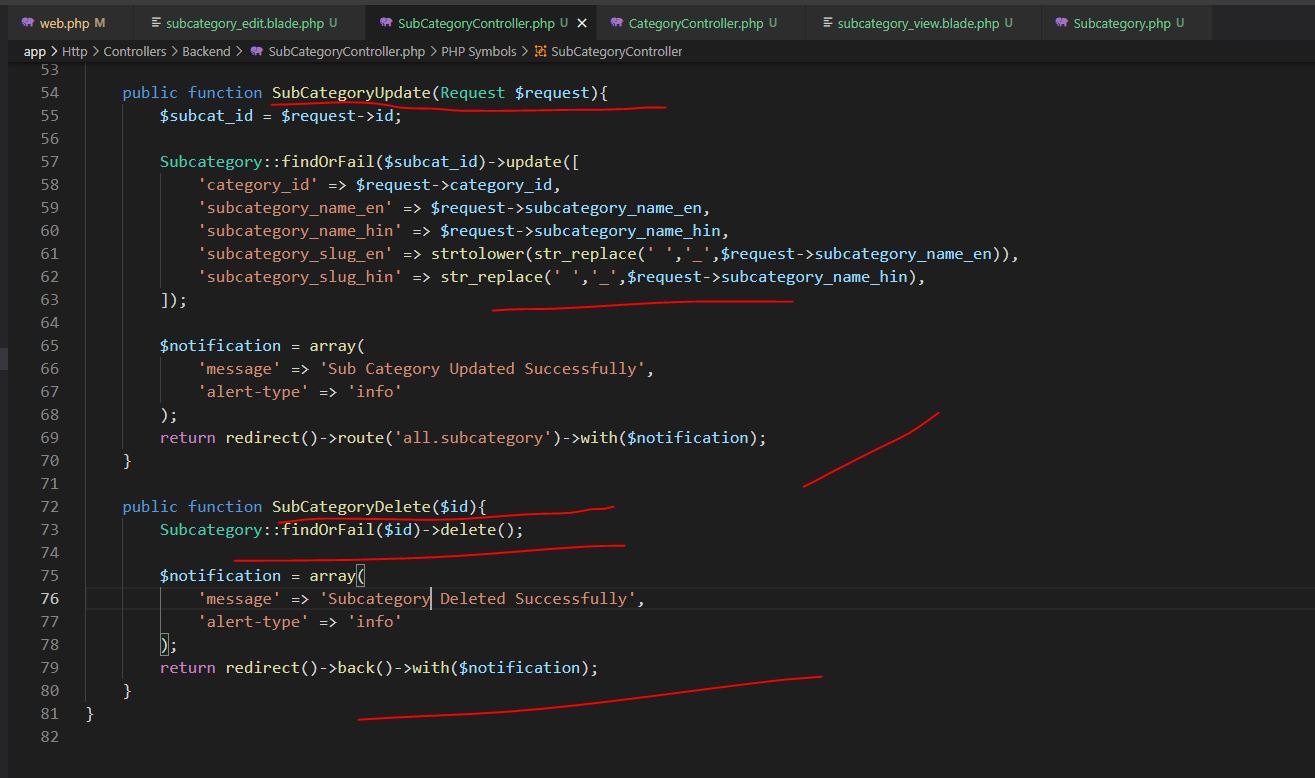 web.php M subcategory_edit.blade.php U SubCategoryController.php U CategoryController.php U subcategory_view.blade.php U Subcategory.php U
app > Http > Controllers > Backend > SubCategoryController.php > PHP Symbols > SubCategoryController
53
54 public function SubCategoryUpdate(Request $request){
55 $subcat_id = $request->id;
56
57 Subcategory::findOrFail($subcat_id)->update([
58 'category_id' => $request->category_id,
59 'subcategory_name_en' => $request->subcategory_name_en,
60 'subcategory_name_hin' => $request->subcategory_name_hin,
61 'subcategory_slug_en' => strtolower(str_replace(' ','_',$request->subcategory_name_en)),
62 'subcategory_slug_hin' => str_replace(' ','_',$request->subcategory_name_hin),
63 ]);
64
65 $notification = array(
66 'message' => 'Sub Category Updated Successfully',
67 'alert-type' => 'info'
68 );
69 return redirect()->route('all.subcategory')->with($notification);
70 }
71
72 public function SubCategoryDelete($id){
73 Subcategory::findOrFail($id)->delete();
74
75 $notification = array(
76 'message' => 'Subcategory Deleted Successfully',
77 'alert-type' => 'info'
78 );
79 return redirect()->back()->with($notification);
80 }
81 }
82